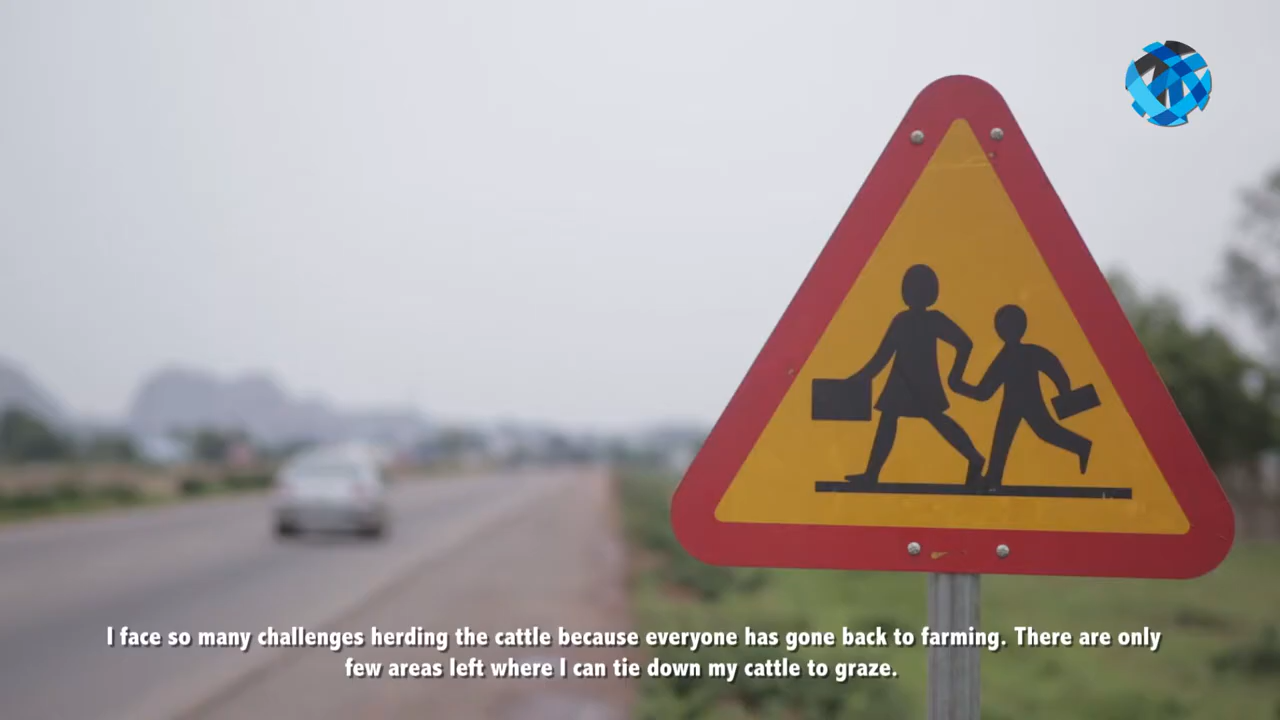 I face so many challenges herding the cattle because everyone has gone back to farming. There are only
few areas left where I can tie down my cattle to graze.